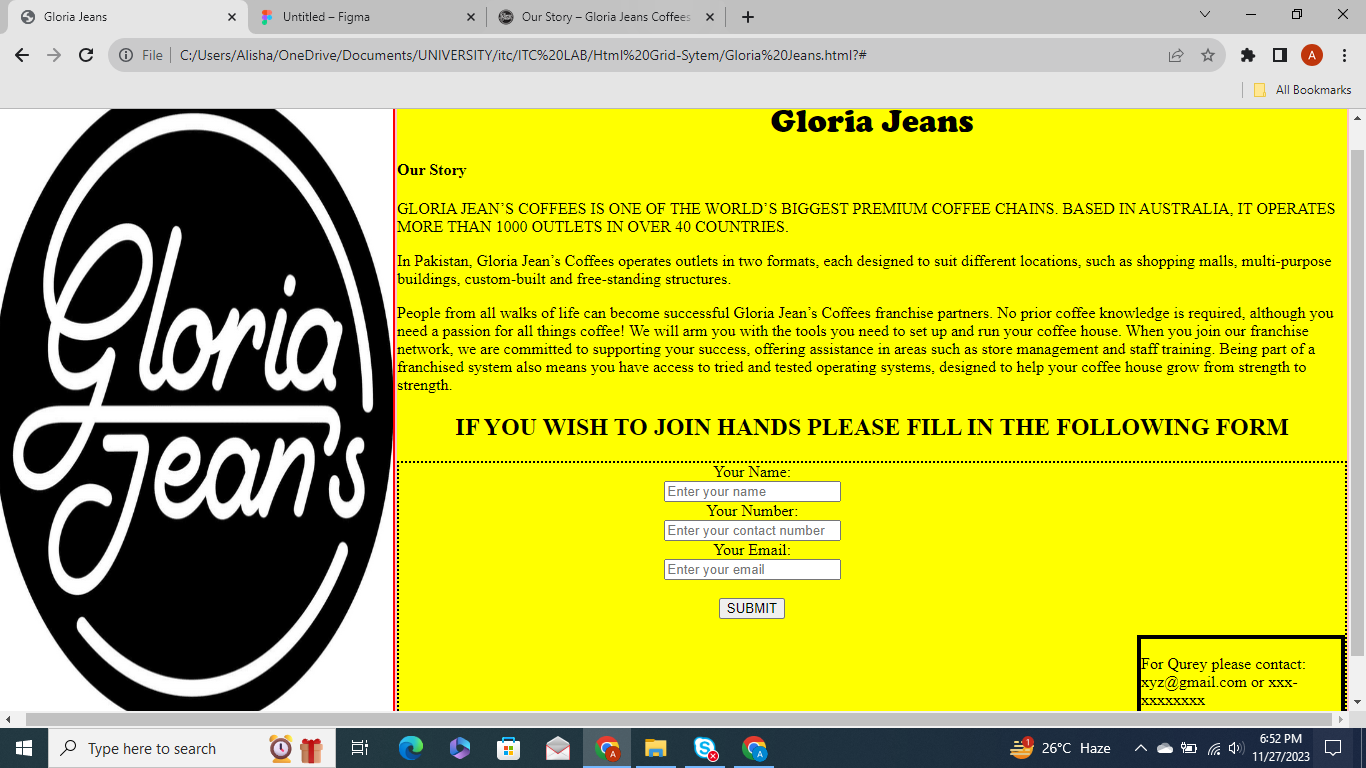 Gloria Jeans
Untitled – Figma
Our Story – Gloria Jeans Coffees
File
C:/Users/Alisha/OneDrive/Documents/UNIVERSITY/itc/ITC%20LAB/Html%20Grid-Sytem/Gloria%20Jeans.html?#
A
All Bookmarks
Gloria
Jean's
Gloria Jeans
Our Story
GLORIA JEAN’S COFFEES IS ONE OF THE WORLD’S BIGGEST PREMIUM COFFEE CHAINS. BASED IN AUSTRALIA, IT OPERATES
MORE THAN 1000 OUTLETS IN OVER 40 COUNTRIES.
In Pakistan, Gloria Jean’s Coffees operates outlets in two formats, each designed to suit different locations, such as shopping malls, multi-purpose
buildings, custom-built and free-standing structures.
People from all walks of life can become successful Gloria Jean’s Coffees franchise partners. No prior coffee knowledge is required, although you
need a passion for all things coffee! We will arm you with the tools you need to set up and run your coffee house. When you join our franchise
network, we are committed to supporting your success, offering assistance in areas such as store management and staff training. Being part of a
franchised system also means you have access to tried and tested operating systems, designed to help your coffee house grow from strength to
strength.
IF YOU WISH TO JOIN HANDS PLEASE FILL IN THE FOLLOWING FORM
Your Name:
Enter your name
Your Number:
Enter your contact number
Your Email:
Enter your email
SUBMIT
For Qurey please contact:
xyz@gmail.com or xxx-
xxxxxxxx
Type here to search
A
A
1
26°C Haze
6:52 PM
11/27/2023